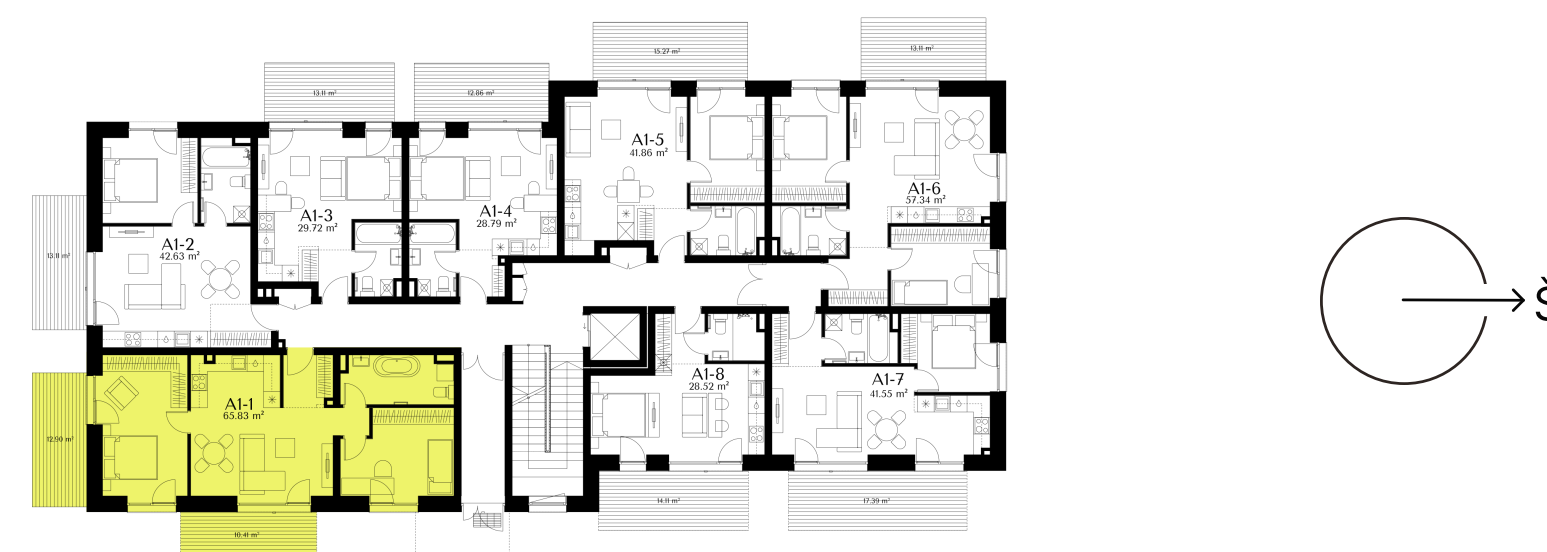 13.11 m²
12.86 m²
15.27 m²
13.11 m²
A1-5
41.86 m²
A1-6
57.34 m²
A1-3
29.72 m²
A1-4
28.79 m²
A1-2
42.63 m²
13.11 m²
A1-1
65.83 m²
A1-8
28.52 m²
A1-7
41.55 m²
12.90 m²
10.41 m²
14.11 m²
17.39 m²
Š